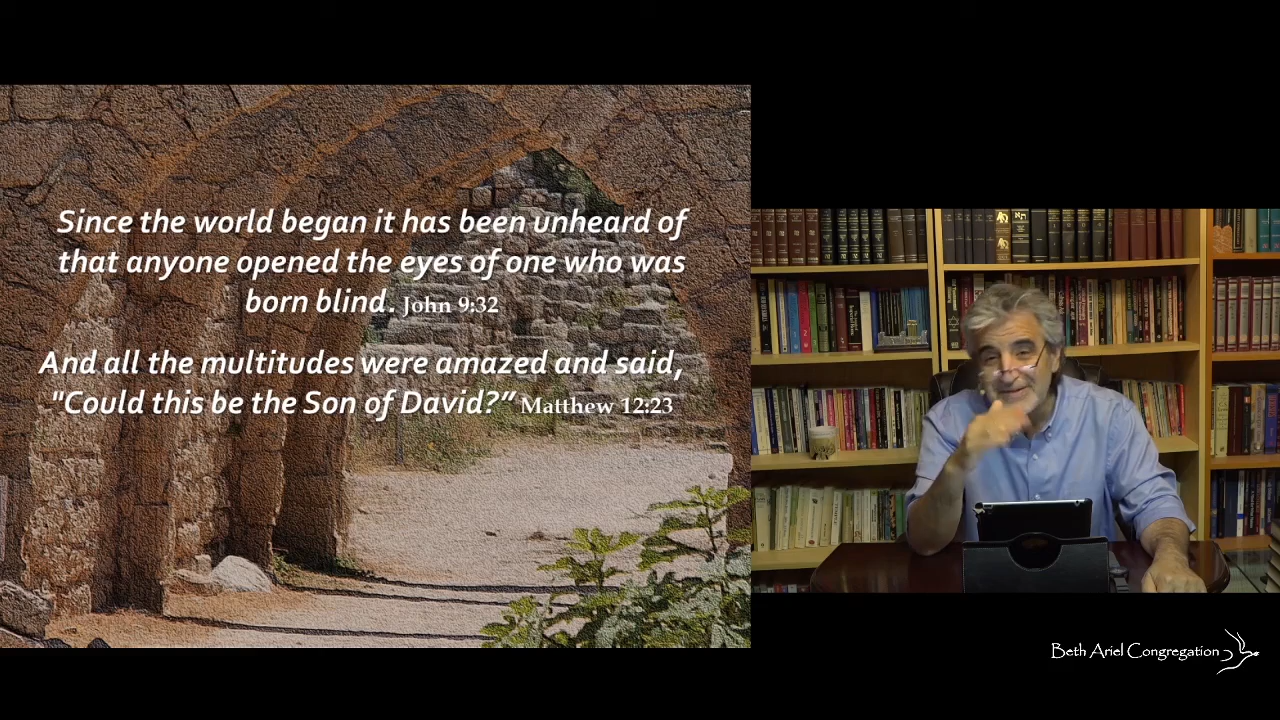 Since the world began it has been unheard of
that anyone opened the eyes of one who was
born blind. John 9:32
And all the multitudes were amazed and said,
"Could this be the Son of David?” Matthew 12:23
Beth Ariel Congregation